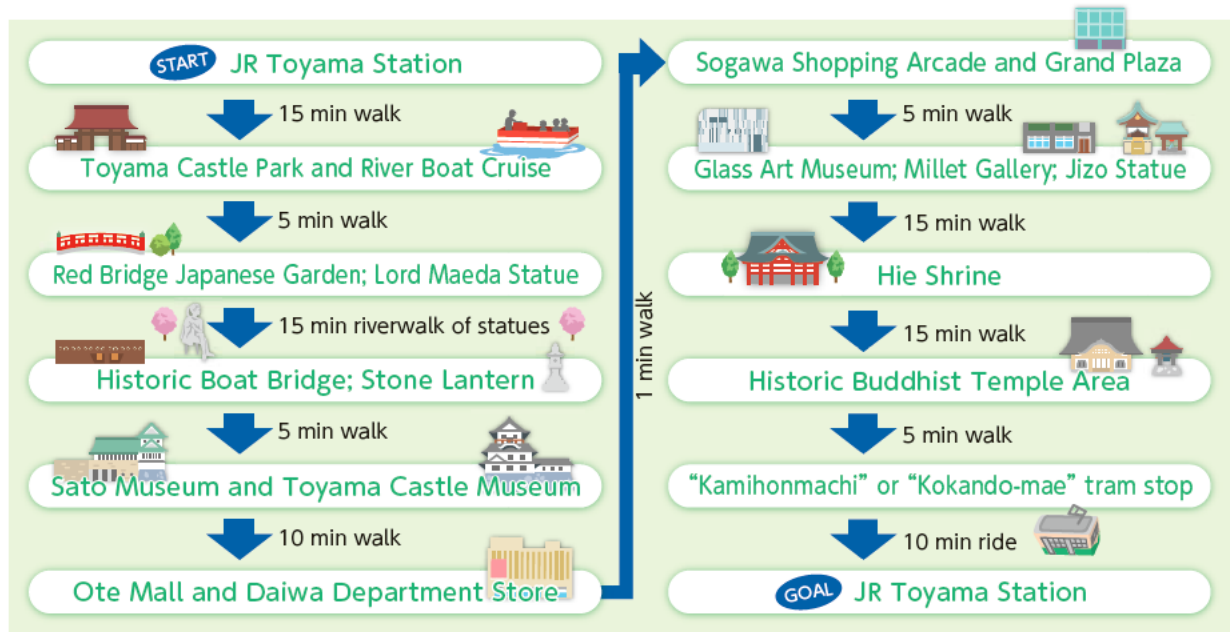 START JR Toyama Station
15 min walk
Toyama Castle Park and River Boat Cruise
5 min walk
Red Bridge Japanese Garden; Lord Maeda Statue
15 min riverwalk of statues
Historic Boat Bridge; Stone Lantern
5 min walk
Sato Museum and Toyama Castle Museum
10 min walk
Ote Mall and Daiwa Department Store
1 min walk
Sogawa Shopping Arcade and Grand Plaza
5 min walk
Glass Art Museum; Millet Gallery; Jizo Statue
15 min walk
Hie Shrine
15 min walk
Historic Buddhist Temple Area
5 min walk
“Kamihonmachi” or “Kokando-mae” tram stop
10 min ride
GOAL JR Toyama Station